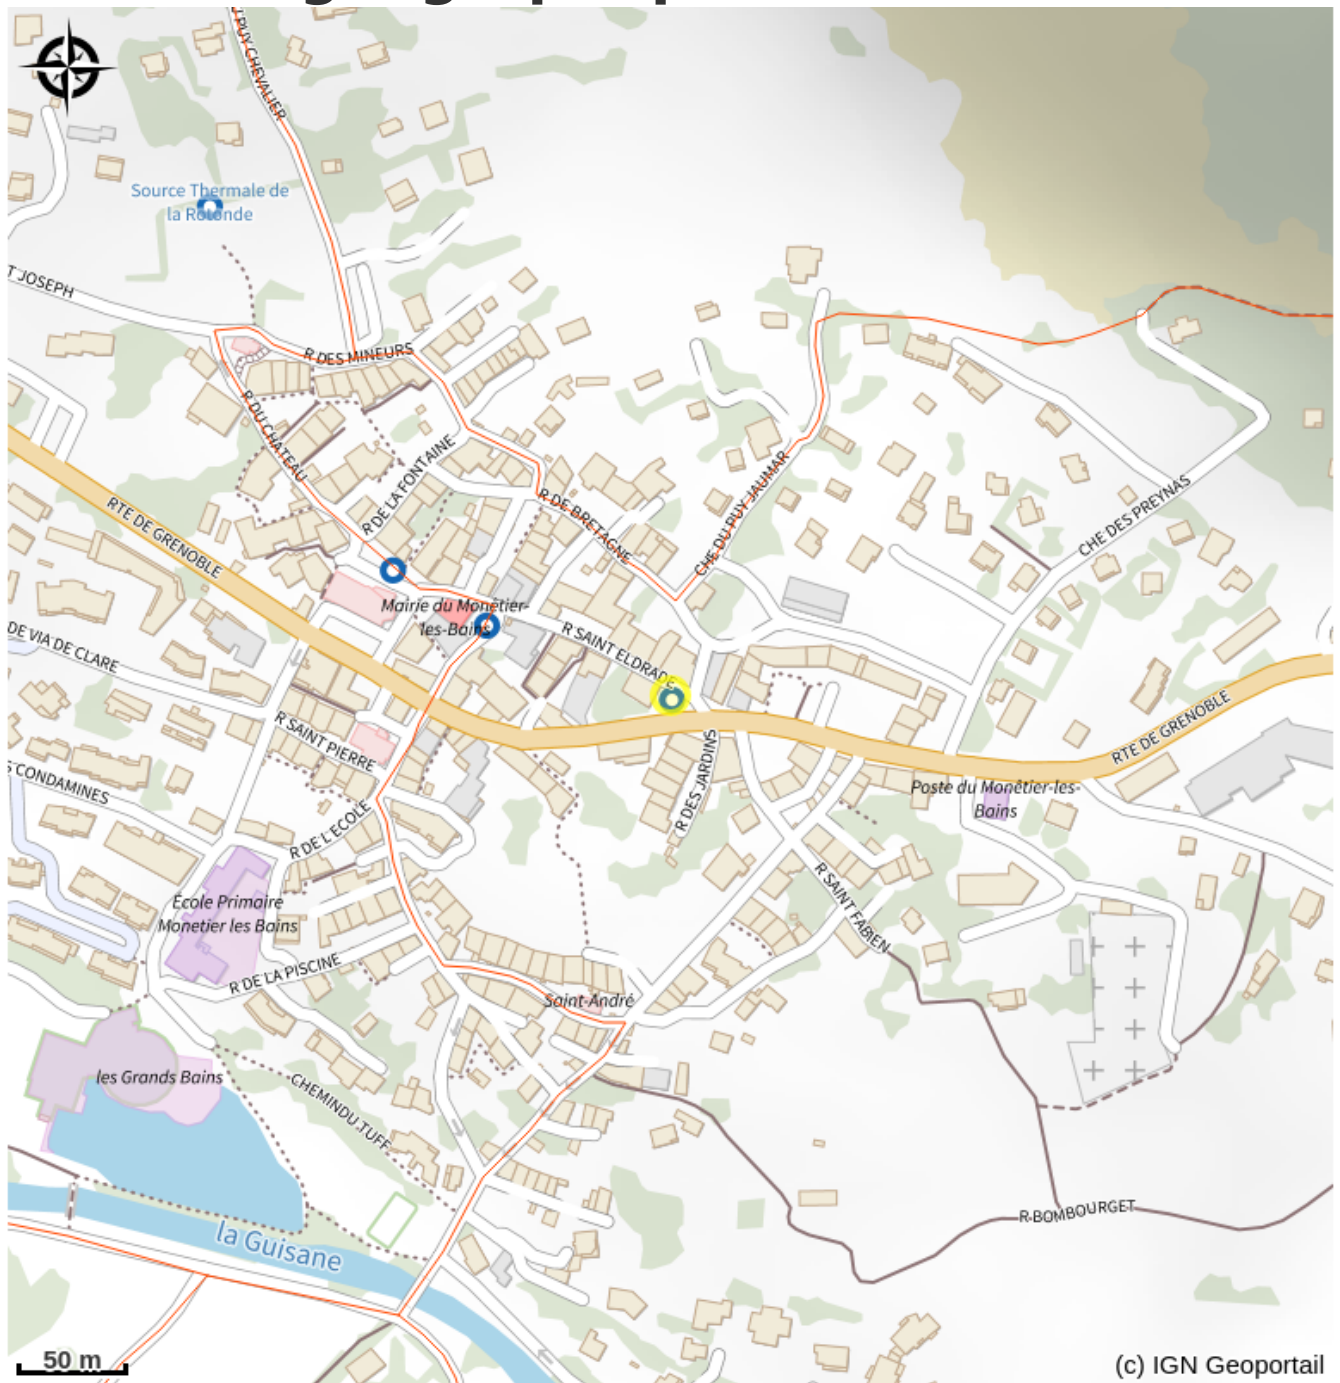 U PUY CHEVALIER
Source Thermale de
la Rotonde
T JOSEPH
R DES MINEURS
R DU CHATEAU
R DE LA FONTAINE
R DE BRETAGNE
CHE DU PUY JAUMAR
CHE DES PREYNAS
RTE DE GRENOBLE
Mairie du Monêtier-
les-Bains
R SAINT ELDRADE
DE VIA DE CLARE
R SAINT PIERRE
RTE DE GRENOBLE
R DES JARDINS
S CONDAMINES
Poste du Monêtier-les-
Bains
R DE L'ECOLE
R SAINT FABIEN
Ecole Primaire
Monetier les Bains
R DE LA PISCINE
Saint-André
les Grands Bains
CHEMIN DU TUFF
R BOMBOURGET
la Guisane
50 m
(c) IGN Geoportail